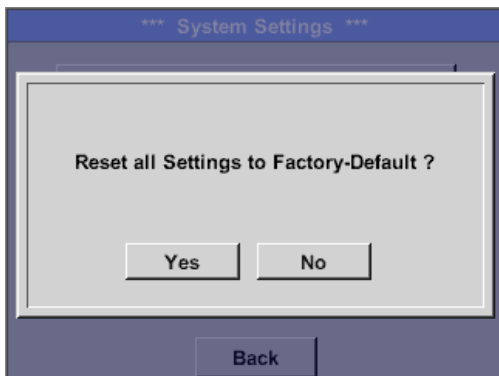 *** System Settings ***
Reset all Settings to Factory-Default ?
Yes No
Back